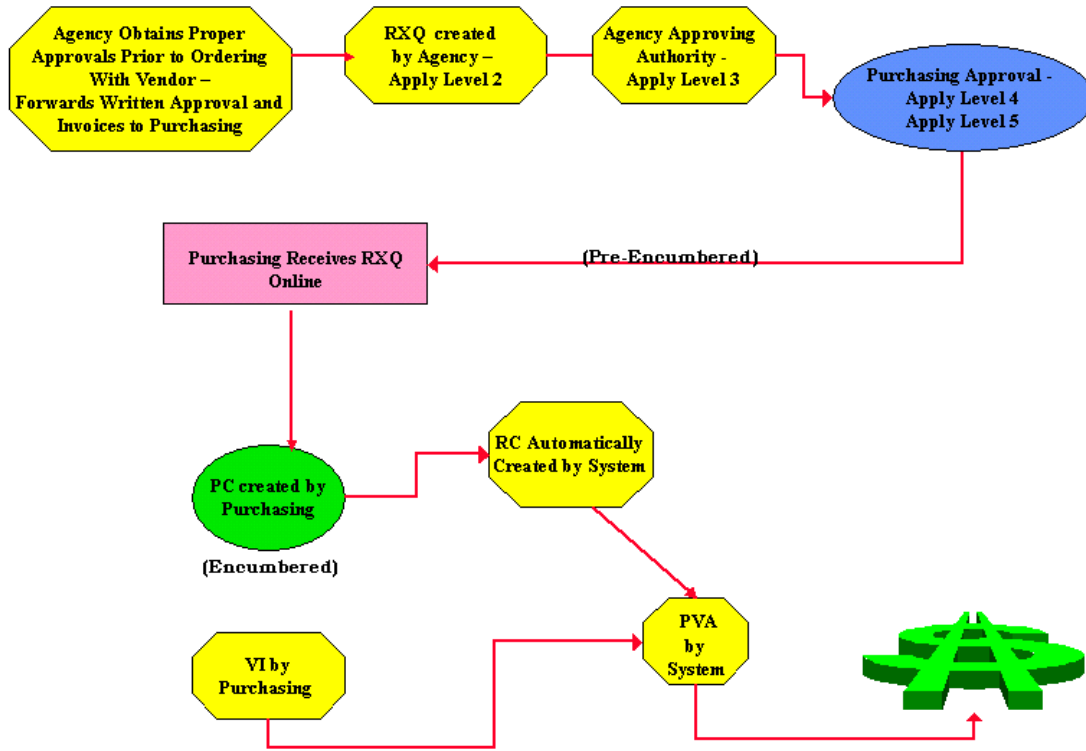 Agency Obtains Proper
Approvals Prior to Ordering
With Vendor –
Forwards Written Approval and
Invoices to Purchasing
RXQ created
by Agency –
Apply Level 2
Agency Approving
Authority -
Apply Level 3
Purchasing Approval -
Apply Level 4
Apply Level 5
(Pre-Encumbered)
Purchasing Receives RXQ
Online
PC created by
Purchasing
(Encumbered)
RC Automatically
Created by System
VI by
Purchasing
PVA
by
System